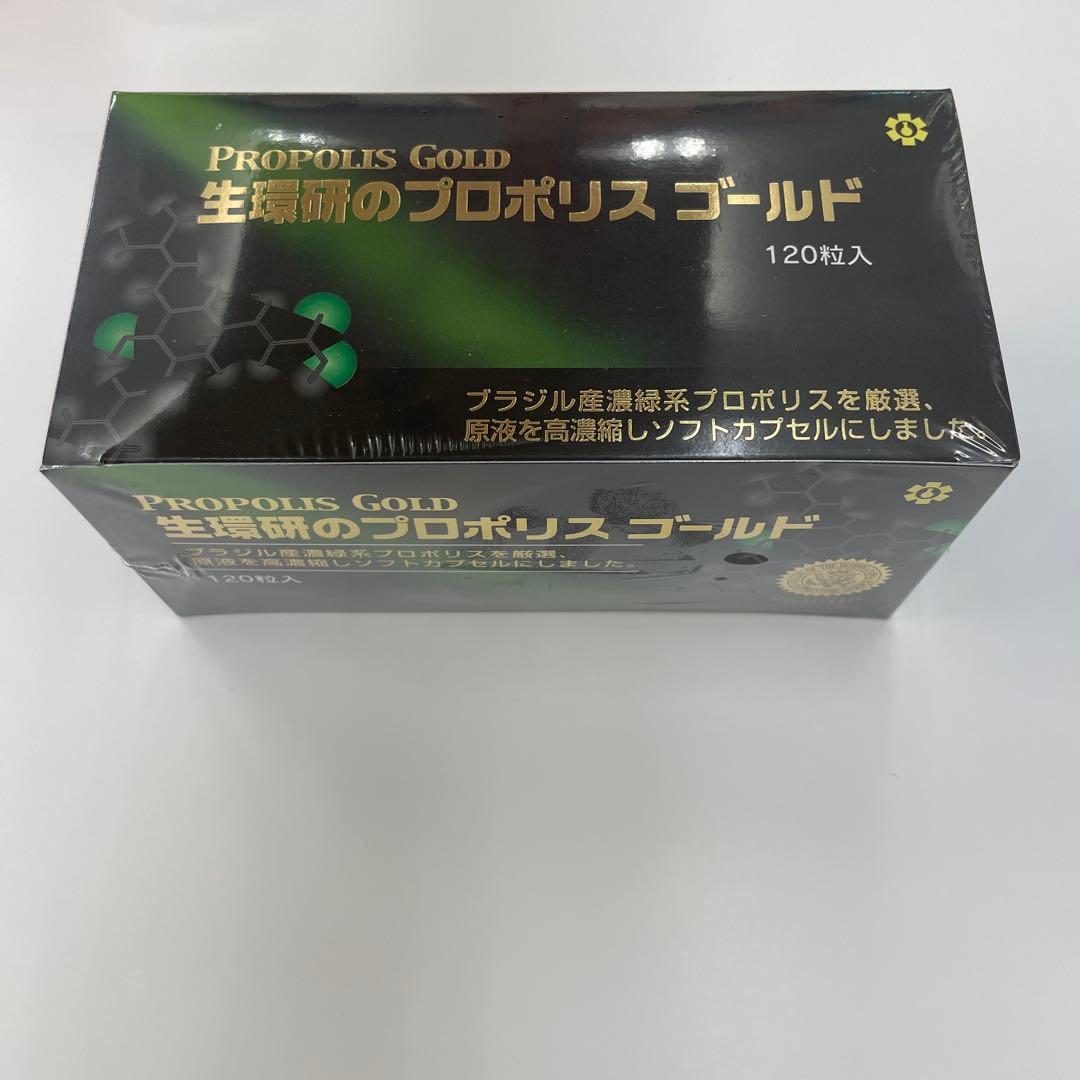 PROPOLIS GOLD
生環研のプロポリス ゴールド
120粒入
ブラジル産濃緑系プロポリスを厳選、
原液を高濃縮しソフトカプセルにしました。
PROPOLIS GOLD
生環研のプロポリス ゴールド
ブラジル産濃緑系プロポリスを厳選、
原液を高濃縮しソフトカプセルにしました。
120粒入